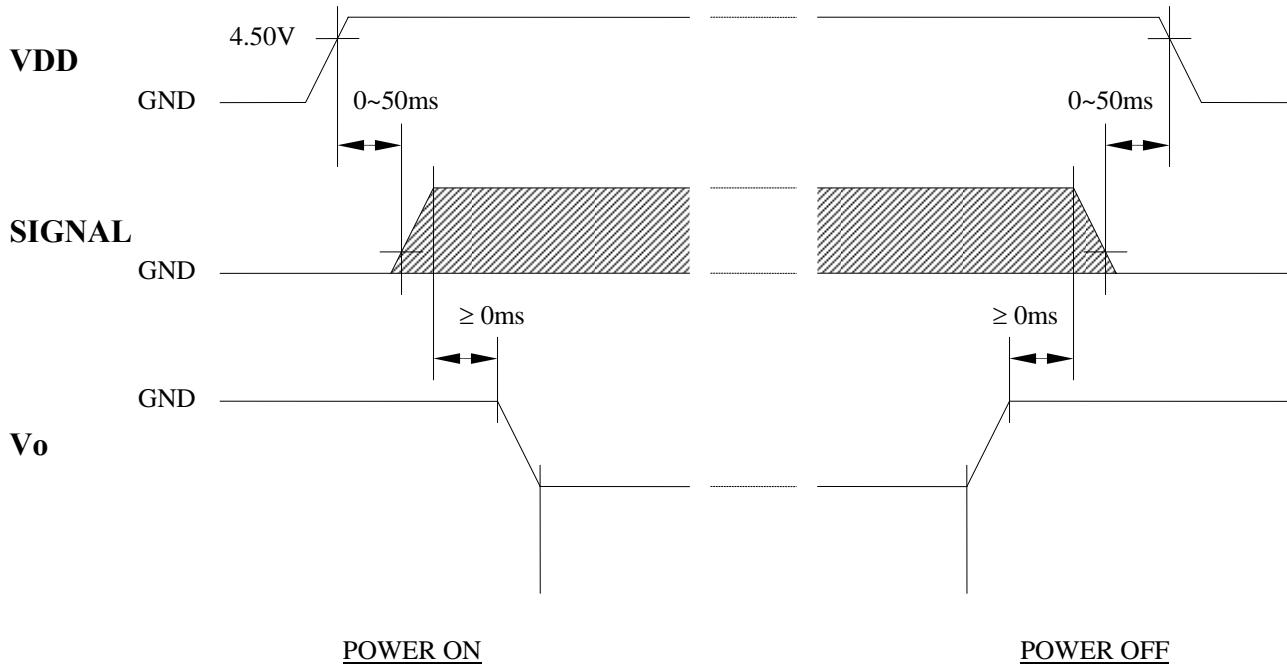 4.50V
VDD
GND
0~50ms
0~50ms
SIGNAL
GND
≥ 0ms
≥ 0ms
GND
Vo
POWER ON
POWER OFF